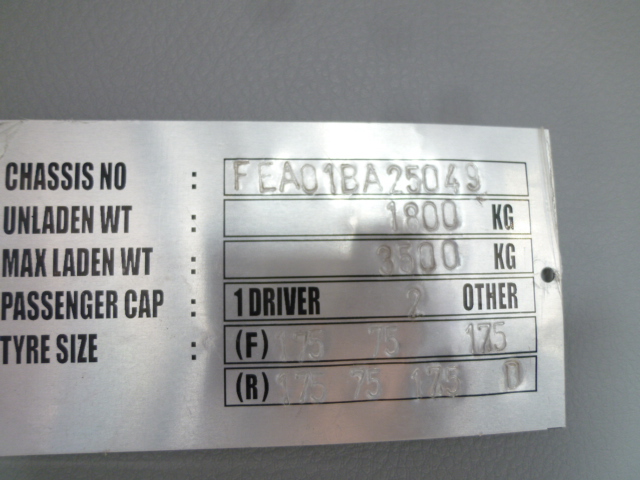 CHASSIS NO : FEA01BA25049
UNLADEN WT : 1800 KG
MAX LADEN WT : 3500 KG
PASSENGER CAP : 1 DRIVER 2 OTHER
TYRE SIZE : (F) 175 75 175
(R) 175 75 175 D